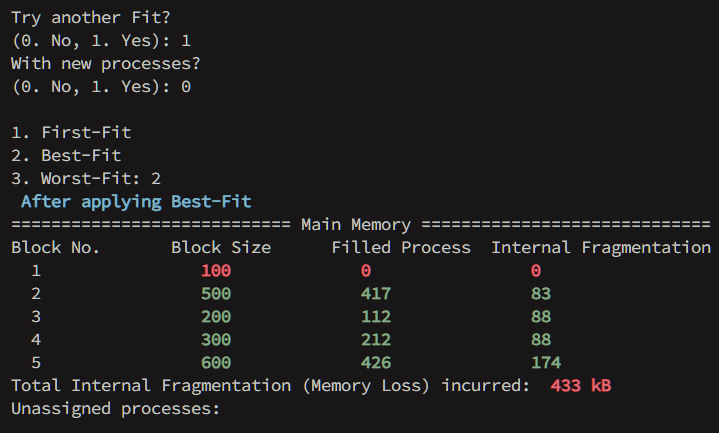 Try another Fit?
(0. No, 1. Yes): 1
With new processes?
(0. No, 1. Yes): 0
1. First-Fit
2. Best-Fit
3. Worst-Fit: 2
After applying Best-Fit
============================ Main Memory =============================
Block No. Block Size Filled Process Internal Fragmentation
1 100 0 0
2 500 417 83
3 200 112 88
4 300 212 88
5 600 426 174
Total Internal Fragmentation (Memory Loss) incurred: 433 kB
Unassigned processes: